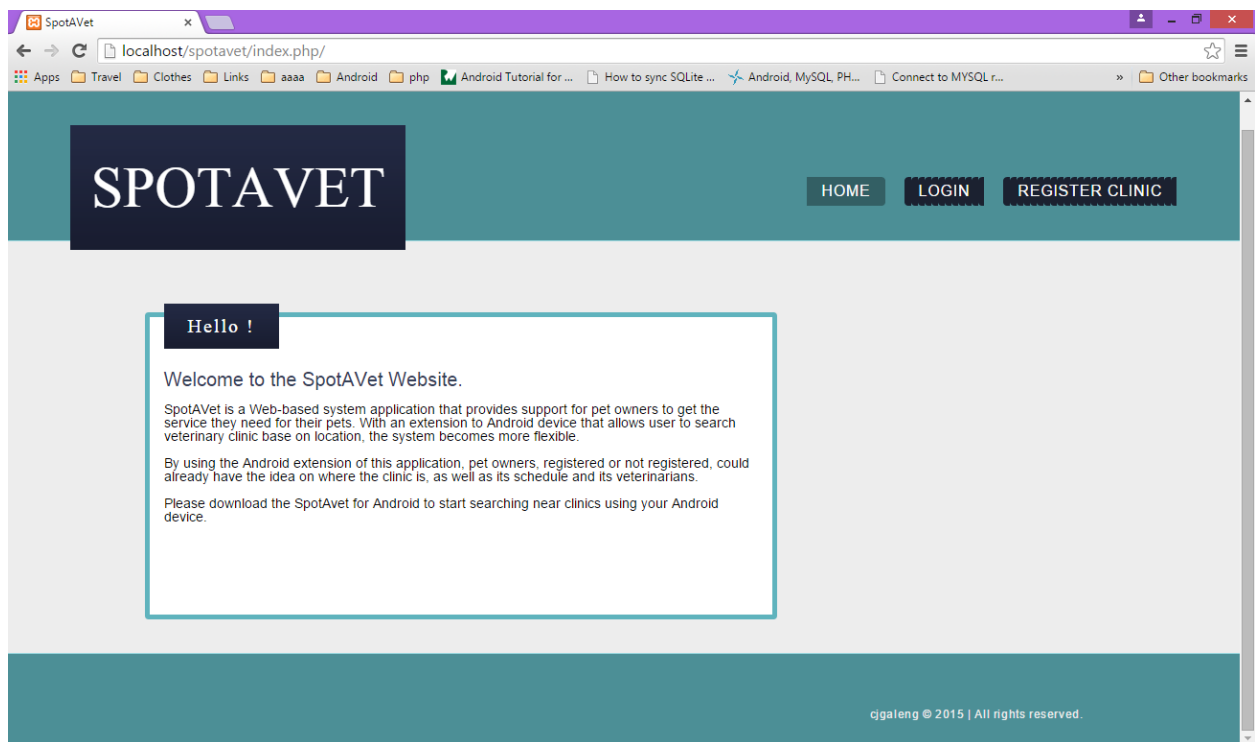 SpotAVet
localhost/spotavet/index.php/
Apps Travel Clothes Links aaaa Android php Android Tutorial for ... How to sync SQLite ... Android, MySQL, PH... Connect to MYSQL r... » Other bookmarks
SPOTAVET
HOME LOGIN REGISTER CLINIC
Hello !
Welcome to the SpotAVet Website.
SpotAVet is a Web-based system application that provides support for pet owners to get the
service they need for their pets. With an extension to Android device that allows user to search
veterinary clinic base on location, the system becomes more flexible.
By using the Android extension of this application, pet owners, registered or not registered, could
already have the idea on where the clinic is, as well as its schedule and its veterinarians.
Please download the SpotAvet for Android to start searching near clinics using your Android
device.
cjgaleng © 2015 | All rights reserved.